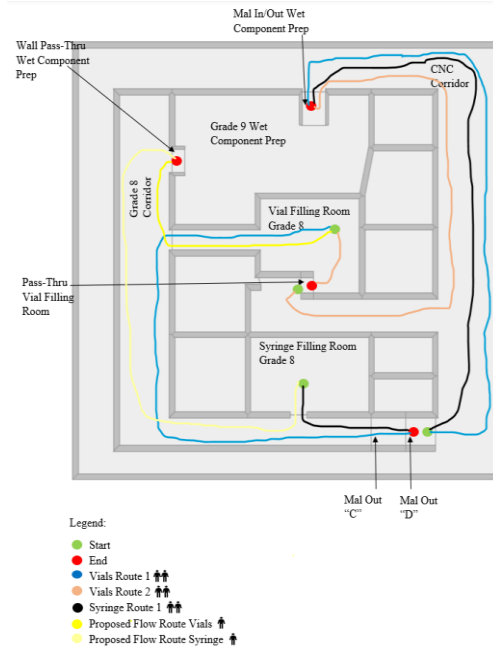 Mal In/Out Wet
Component Prep
Wall Pass-Thru
Wet Component
Prep
CNC
Corridor
Grade 9 Wet
Component Prep
Grade 8
Corridor
Vial Filling Room
Grade 8
Pass-Thru
Vial Filling
Room
Syringe Filling Room
Grade 8
Mal Out
“C”
Mal Out
“D”
Legend:
Start
End
Vials Route 1
Vials Route 2
Syringe Route 1
Proposed Flow Route Vials
Proposed Flow Route Syringe